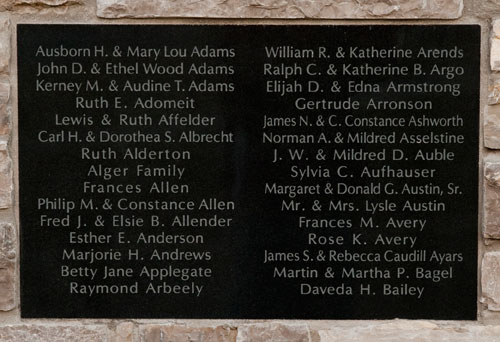 Ausborn H. & Mary Lou Adams
John D. & Ethel Wood Adams
Kerney M. & Audine T. Adams
Ruth E. Adomeit
Lewis & Ruth Affelder
Carl H. & Dorothea S. Albrecht
Ruth Alderton
Alger Family
Frances Allen
Philip M. & Constance Allen
Fred J. & Elsie B. Allender
Esther E. Anderson
Marjorie H. Andrews
Betty Jane Applegate
Raymond Arbeely
William R. & Katherine Arends
Ralph C. & Katherine B. Argo
Elijah D. & Edna Armstrong
Gertrude Arronson
James N. & C. Constance Ashworth
Norman A. & Mildred Asselstine
J. W. & Mildred D. Auble
Sylvia C. Aufhauser
Margaret & Donald G. Austin, Sr.
Mr. & Mrs. Lysle Austin
Frances M. Avery
Rose K. Avery
James S. & Rebecca Caudill Ayars
Martin & Martha P. Bagel
Daveda H. Bailey